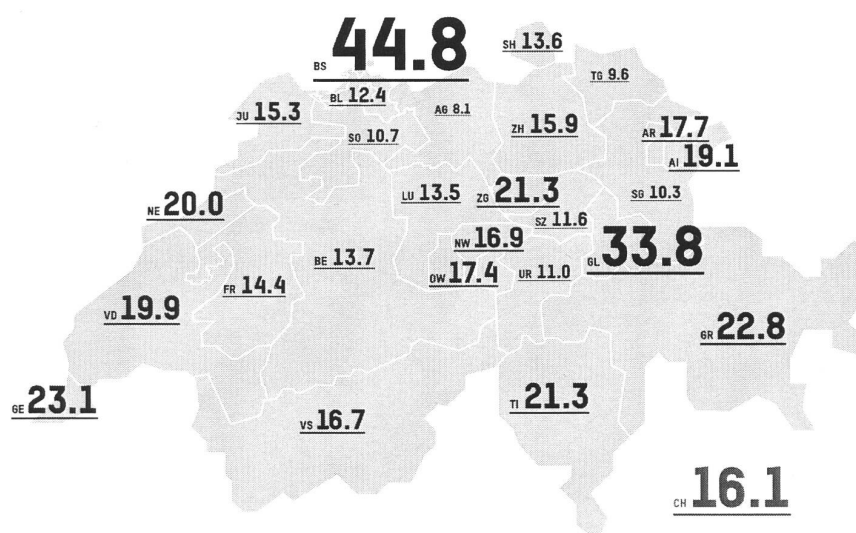 BS 44.8
SH 13.6
TG 9.6
BL 12.4
AG 8.1
JU 15.3
SO 10.7
ZH 15.9
AR 17.7
AI 19.1
LU 13.5
ZG 21.3
SG 10.3
NE 20.0
SZ 11.6
NW 16.9
GL 33.8
BE 13.7
OW 17.4
UR 11.0
FR 14.4
VD 19.9
GR 22.8
GE 23.1
TI 21.3
VS 16.7
CH 16.1